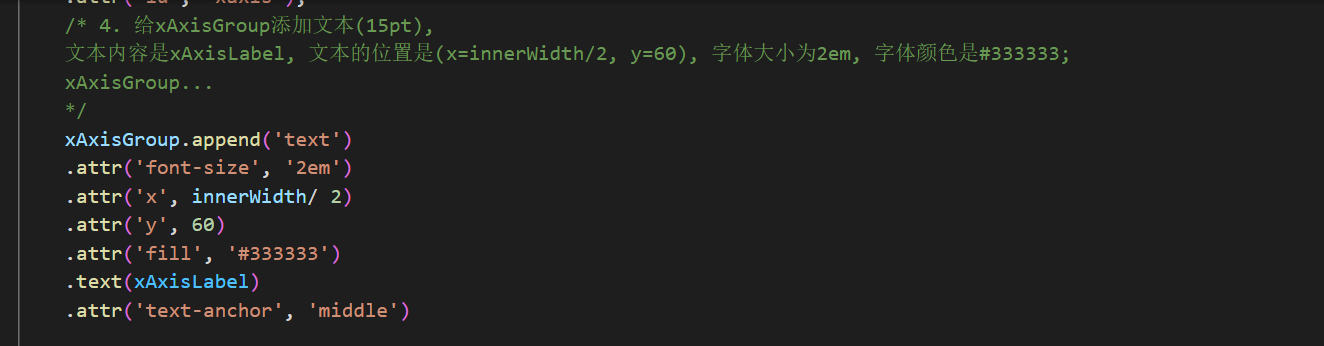 /* 4. 给xAxisGroup添加文本(15pt),
文本内容是xAxisLabel, 文本的位置是(x=innerWidth/2, y=60), 字体大小为2em, 字体颜色是#333333;
xAxisGroup...
*/
xAxisGroup.append('text')
.attr('font-size', '2em')
.attr('x', innerWidth/ 2)
.attr('y', 60)
.attr('fill', '#333333')
.text(xAxisLabel)
.attr('text-anchor', 'middle')